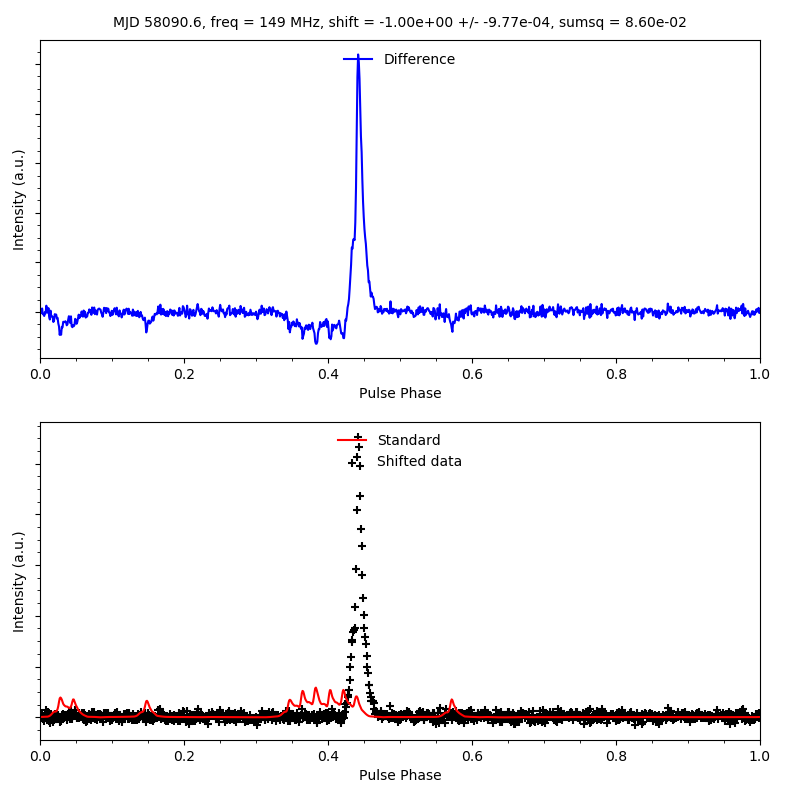 MJD 58090.6, freq = 149 MHz, shift = -1.00e+00 +/- -9.77e-04, sumsq = 8.60e-02
Difference
Intensity (a.u.)
0.0 0.2 0.4 0.6 0.8 1.0
Pulse Phase
Standard
Shifted data
Intensity (a.u.)
0.0 0.2 0.4 0.6 0.8 1.0
Pulse Phase